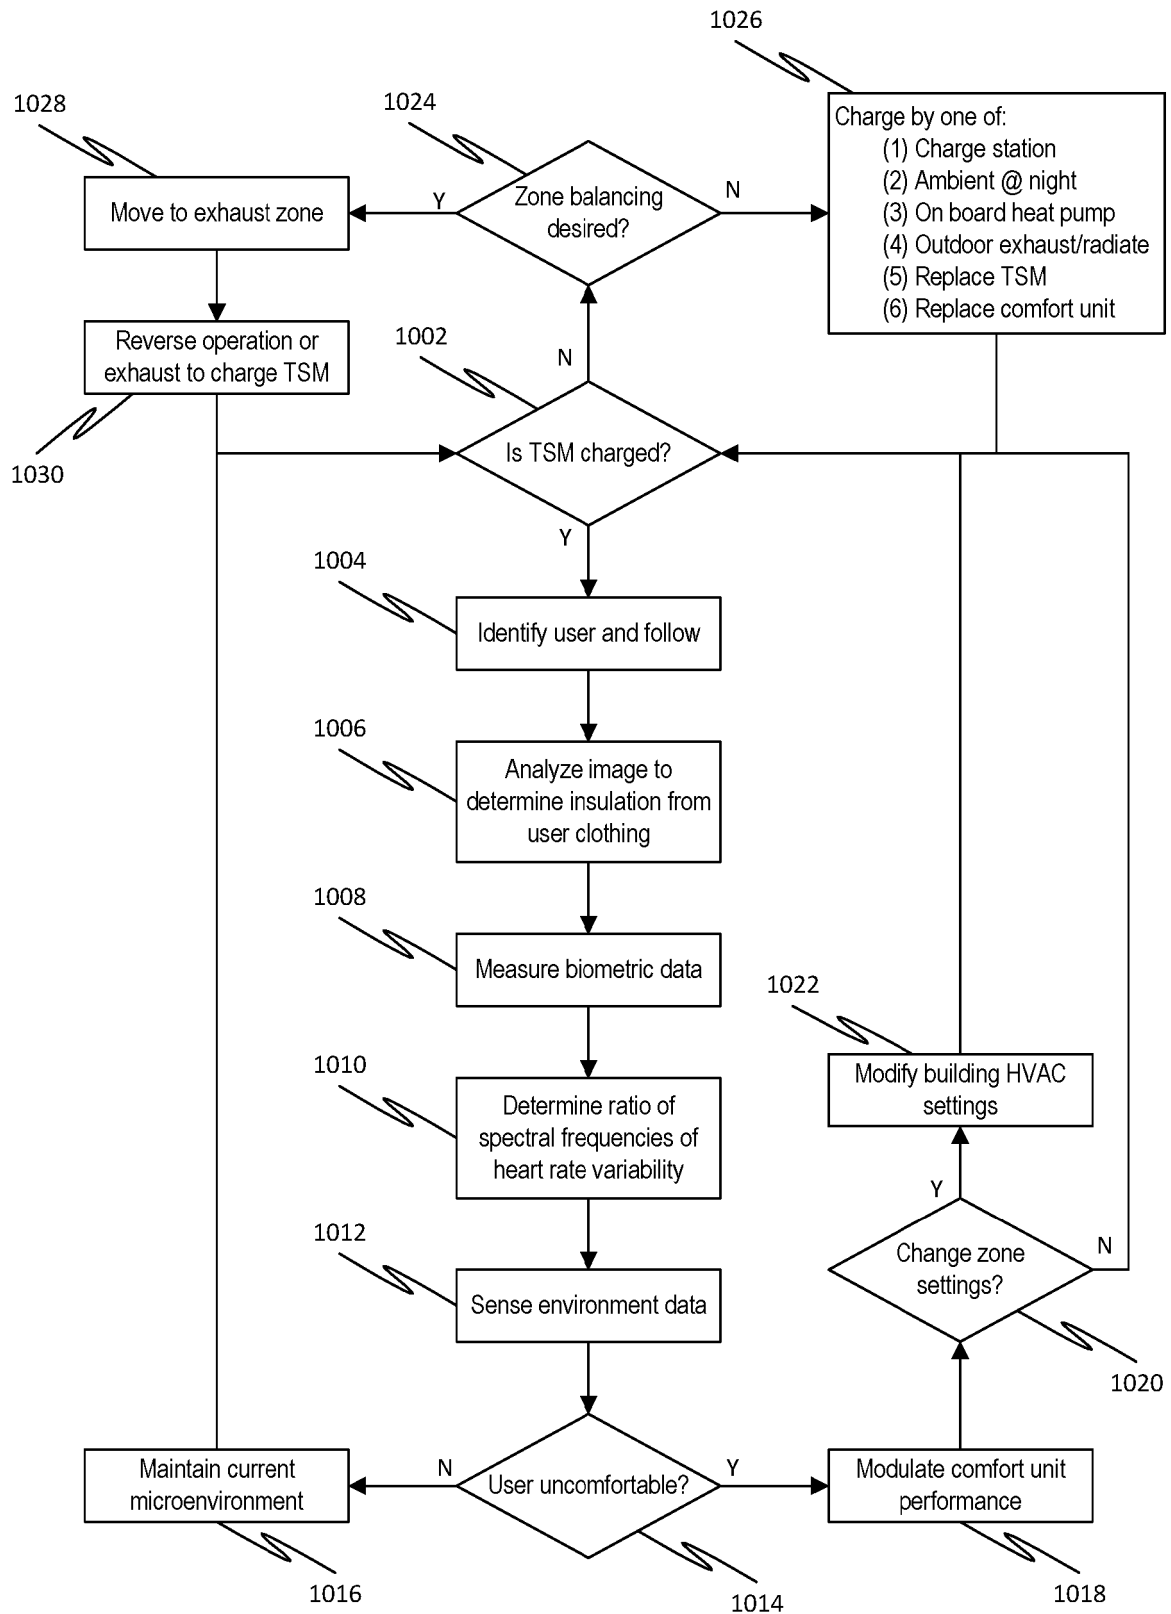 1026
1028
1024
Charge by one of:
(1) Charge station
(2) Ambient @ night
(3) On board heat pump
(4) Outdoor exhaust/radiate
(5) Replace TSM
(6) Replace comfort unit
Move to exhaust zone
Y
Zone balancing
desired?
N
Reverse operation or
exhaust to charge TSM
1002
N
1030
Is TSM charged?
Y
1004
Identify user and follow
1006
Analyze image to
determine insulation from
user clothing
1008
Measure biometric data
1022
1010
Modify building HVAC
settings
Determine ratio of
spectral frequencies of
heart rate variability
Y
1012
Change zone
settings?
N
Sense environment data
1020
Maintain current
microenvironment
N
User uncomfortable?
Y
Modulate comfort unit
performance
1016
1014
1018